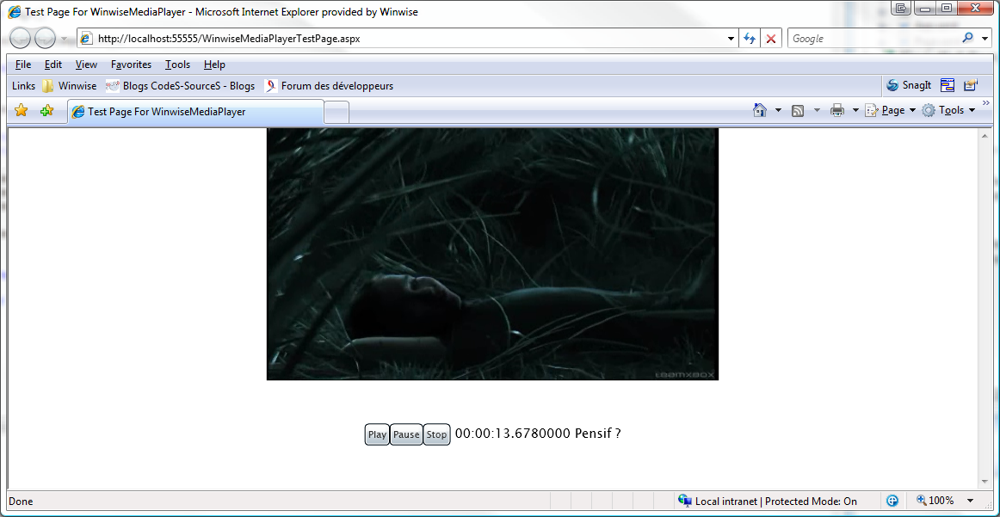 Test Page For WinwiseMediaPlayer - Microsoft Internet Explorer provided by Winwise
http://localhost:55555/WinwiseMediaPlayerTestPage.aspx
Google
File Edit View Favorites Tools Help
Links Winwise Blogs CodeS-SourceS - Blogs Forum des développeurs SnagIt
Test Page For WinwiseMediaPlayer Page Tools
teamxbox
Play Pause Stop 00:00:13.6780000 Pensif ?
Done Local intranet | Protected Mode: On 100%